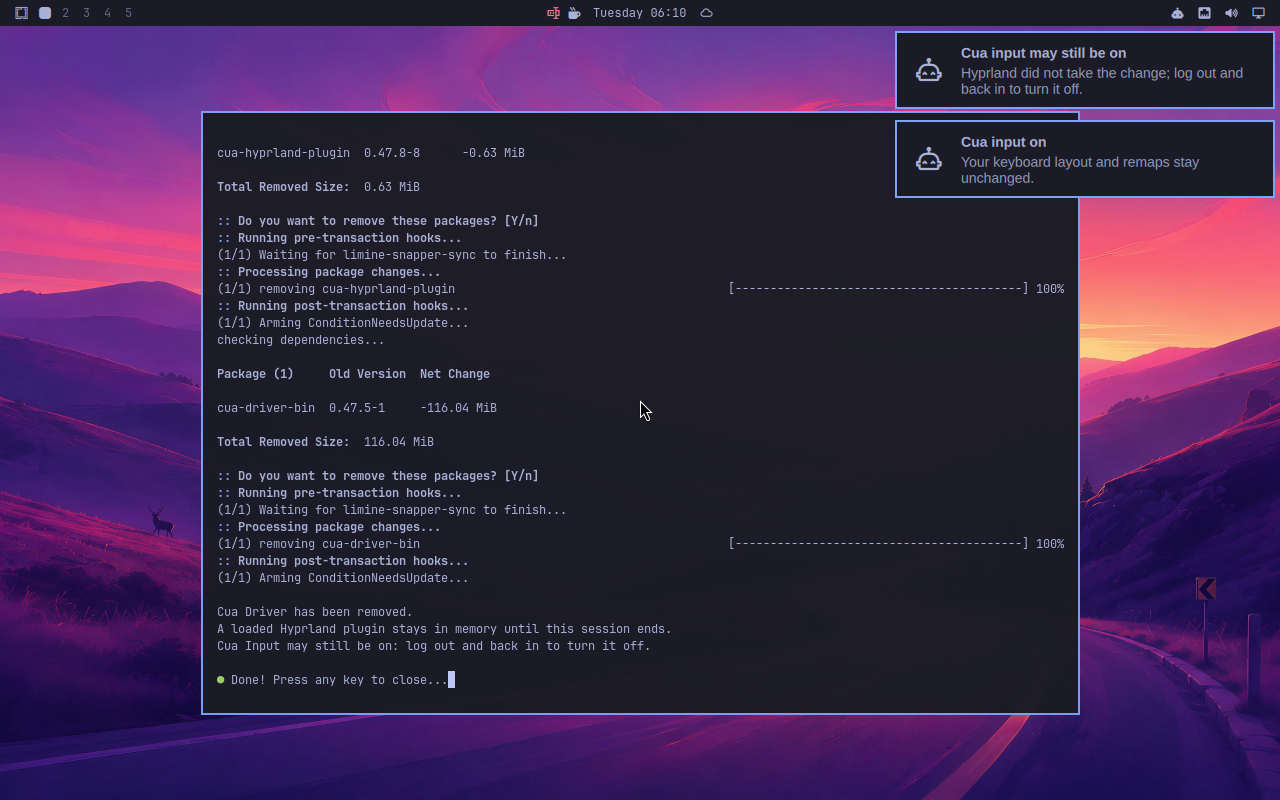 2 3 4 5
Tuesday 06:10
Cua input may still be on
Hyprland did not take the change; log out and
back in to turn it off.
Cua input on
Your keyboard layout and remaps stay
unchanged.
cua-hyprland-plugin 0.47.8-8 -0.63 MiB
Total Removed Size: 0.63 MiB
:: Do you want to remove these packages? [Y/n]
:: Running pre-transaction hooks...
(1/1) Waiting for limine-snapper-sync to finish...
:: Processing package changes...
(1/1) removing cua-hyprland-plugin [-----------------------------------------] 100%
:: Running post-transaction hooks...
(1/1) Arming ConditionNeedsUpdate...
checking dependencies...
Package (1) Old Version Net Change
cua-driver-bin 0.47.5-1 -116.04 MiB
Total Removed Size: 116.04 MiB
:: Do you want to remove these packages? [Y/n]
:: Running pre-transaction hooks...
(1/1) Waiting for limine-snapper-sync to finish...
:: Processing package changes...
(1/1) removing cua-driver-bin [-----------------------------------------] 100%
:: Running post-transaction hooks...
(1/1) Arming ConditionNeedsUpdate...
Cua Driver has been removed.
A loaded Hyprland plugin stays in memory until this session ends.
Cua Input may still be on: log out and back in to turn it off.
● Done! Press any key to close...